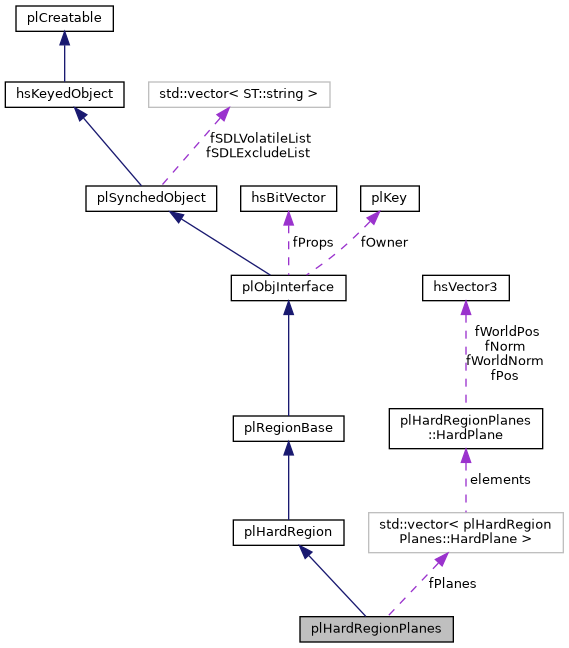 plCreatable
hsKeyedObject
std::vector< ST::string >
fSDLVolatileList
fSDLExcludeList
plSynchedObject
hsBitVector
plKey
fProps
fOwner
plObjInterface
hsVector3
fWorldPos
fNorm
fWorldNorm
fPos
plRegionBase
plHardRegionPlanes
::HardPlane
elements
plHardRegion
std::vector< plHardRegion
Planes::HardPlane >
fPlanes
plHardRegionPlanes